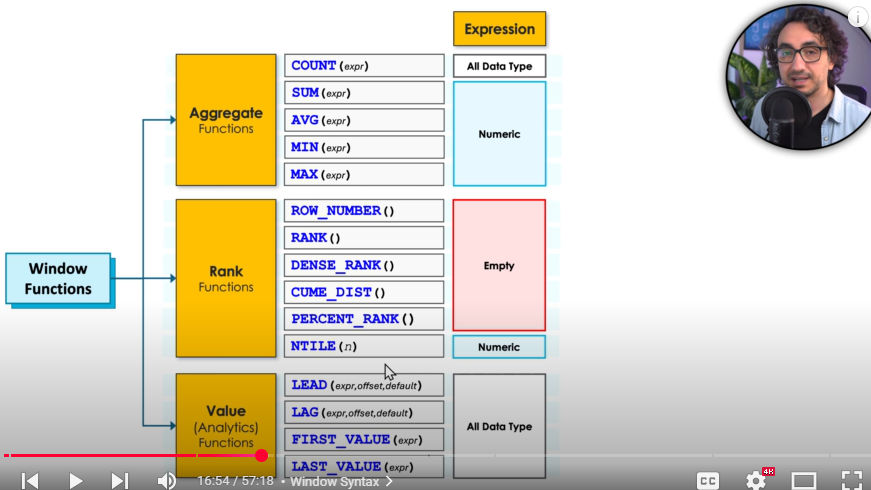 Expression
COUNT (expr)
All Data Type
SUM (expr)
Aggregate
Functions
AVG (expr)
Numeric
MIN (expr)
MAX (expr)
ROW_NUMBER ()
RANK ()
Window
Functions
Rank
Functions
DENSE_RANK ()
Empty
CUME_DIST ()
PERCENT_RANK ()
NTILE (n)
Numeric
LEAD (expr,offset,default)
Value
(Analytics)
Functions
LAG (expr,offset,default)
All Data Type
FIRST_VALUE (expr)
LAST_VALUE (expr)
16:54 / 57:18 • Window Syntax
CC
4K
i